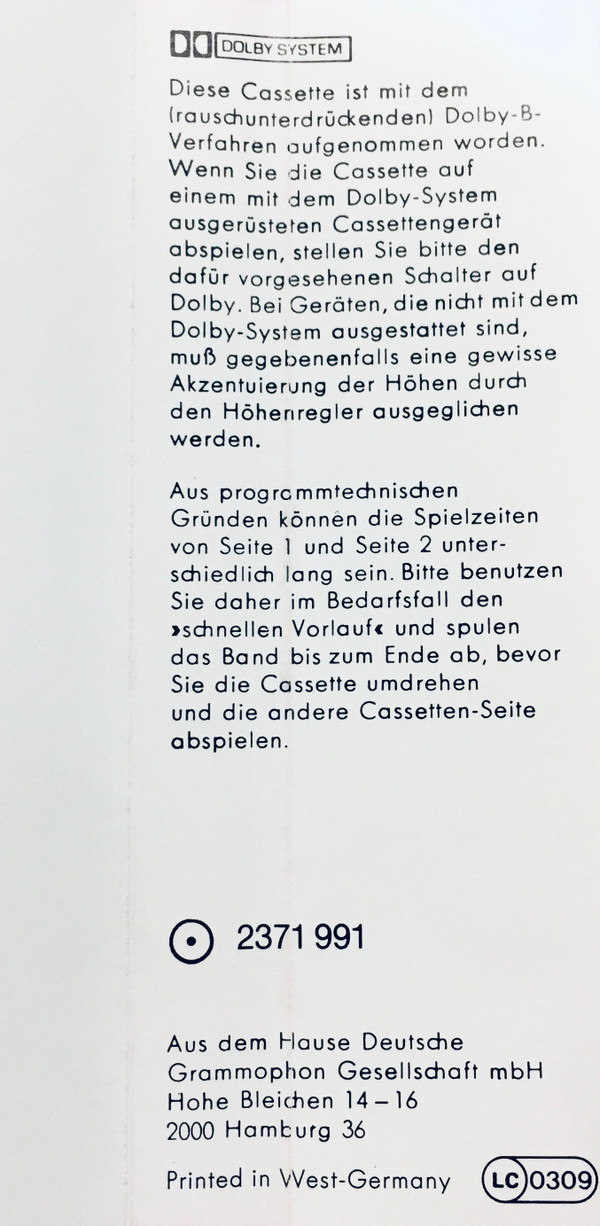 DOLBY SYSTEM
Diese Cassette ist mit dem
(rauschunterdrückenden) Dolby-B-
Verfahren aufgenommen worden.
Wenn Sie die Cassette auf
einem mit dem Dolby-System
ausgerüsteten Cassettengerät
abspielen, stellen Sie bitte den
dafür vorgesehenen Schalter auf
Dolby. Bei Geräten, die nicht mit dem
Dolby-System ausgestattet sind,
muß gegebenenfalls eine gewisse
Akzentuierung der Höhen durch
den Höhenregler ausgeglichen
werden.
Aus programmtechnischen
Gründen können die Spielzeiten
von Seite 1 und Seite 2 unter-
schiedlich lang sein. Bitte benutzen
Sie daher im Bedarfsfall den
»schnellen Vorlauf« und spulen
das Band bis zum Ende ab, bevor
Sie die Cassette umdrehen
und die andere Cassetten-Seite
abspielen.
2371 991
Aus dem Hause Deutsche
Grammophon Gesellschaft mbH
Hohe Bleichen 14 – 16
2000 Hamburg 36
Printed in West-Germany LC 0309